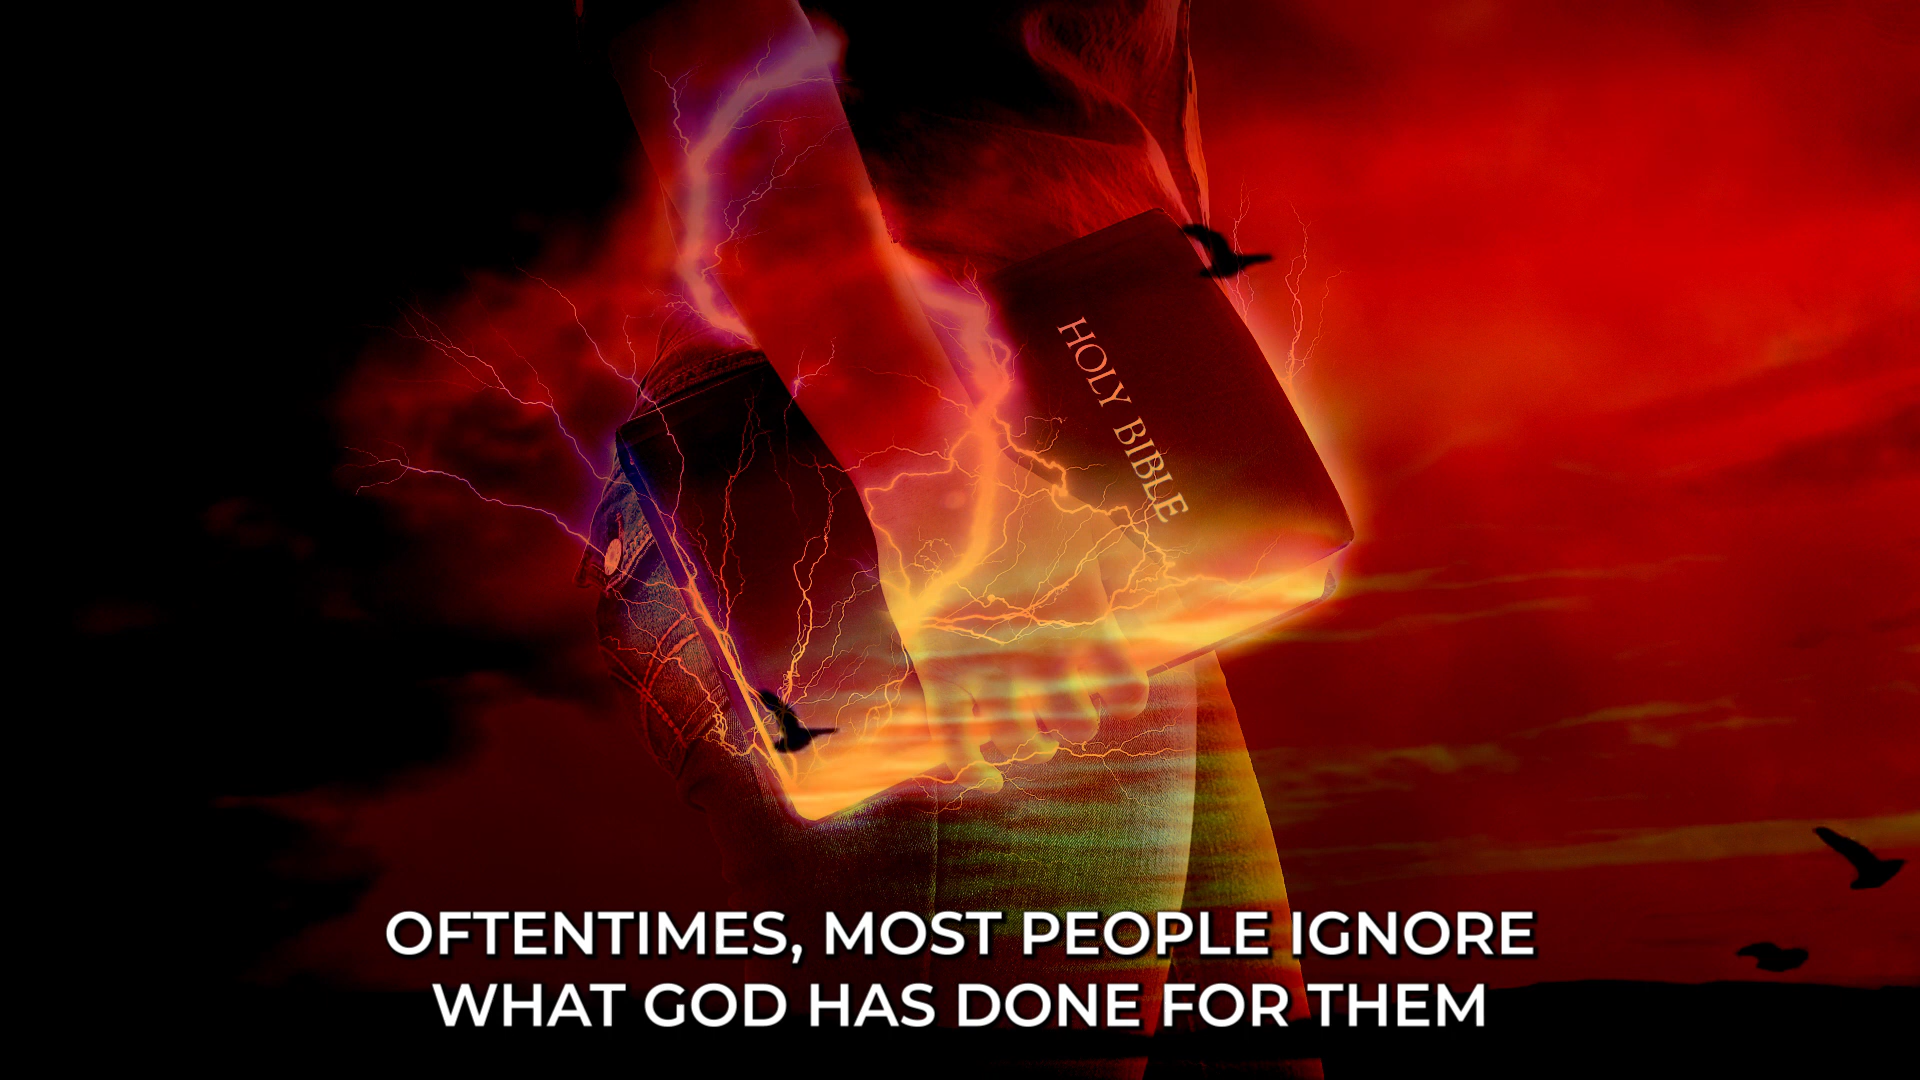 HOLY BIBLE
OFTENTIMES, MOST PEOPLE IGNORE
WHAT GOD HAS DONE FOR THEM